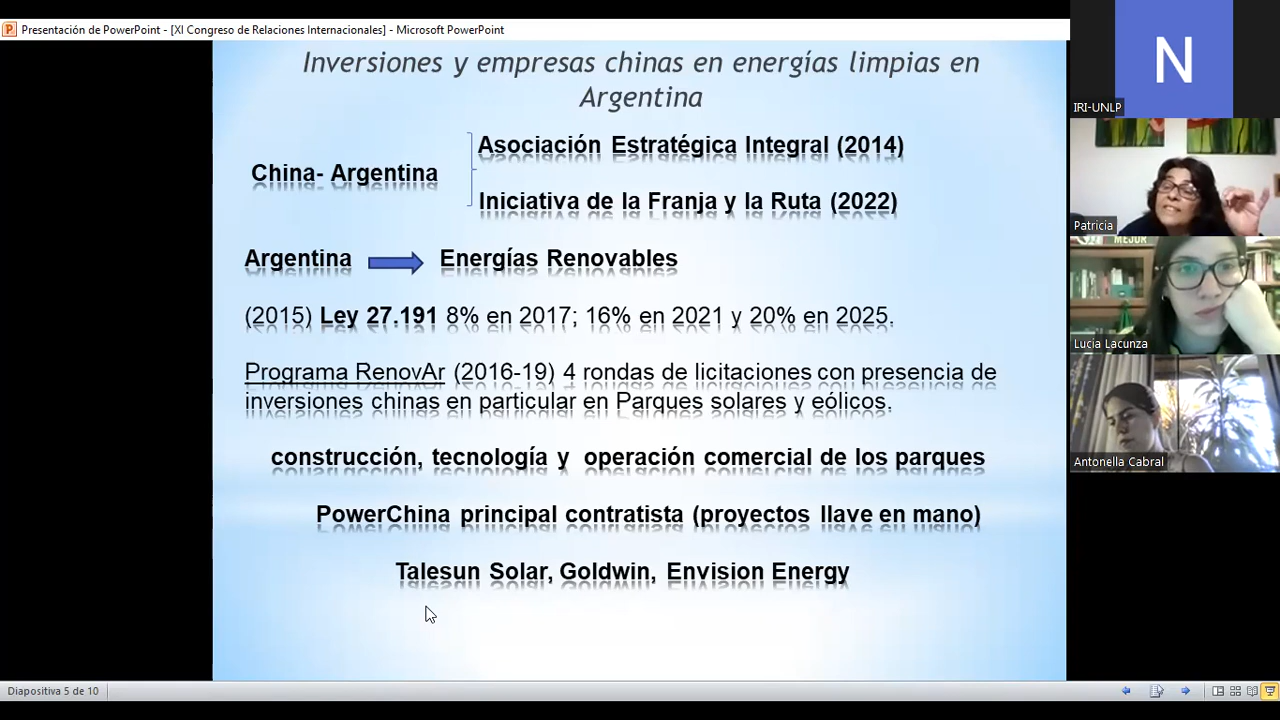 Presentación de PowerPoint - [XI Congreso de Relaciones Internacionales] - Microsoft PowerPoint
Inversiones y empresas chinas en energías limpias en
Argentina
China- Argentina
Asociación Estratégica Integral (2014)
Iniciativa de la Franja y la Ruta (2022)
Argentina
Energías Renovables
(2015) Ley 27.191 8% en 2017; 16% en 2021 y 20% en 2025.
Programa RenovAr (2016-19) 4 rondas de licitaciones con presencia de
inversiones chinas en particular en Parques solares y eólicos.
construcción, tecnología y operación comercial de los parques
PowerChina principal contratista (proyectos llave en mano)
Talesun Solar, Goldwin, Envision Energy
Diapositiva 5 de 10
N
IRI-UNLP
Patricia
MEJOR
Lucía Lacunza
Antonella Cabral